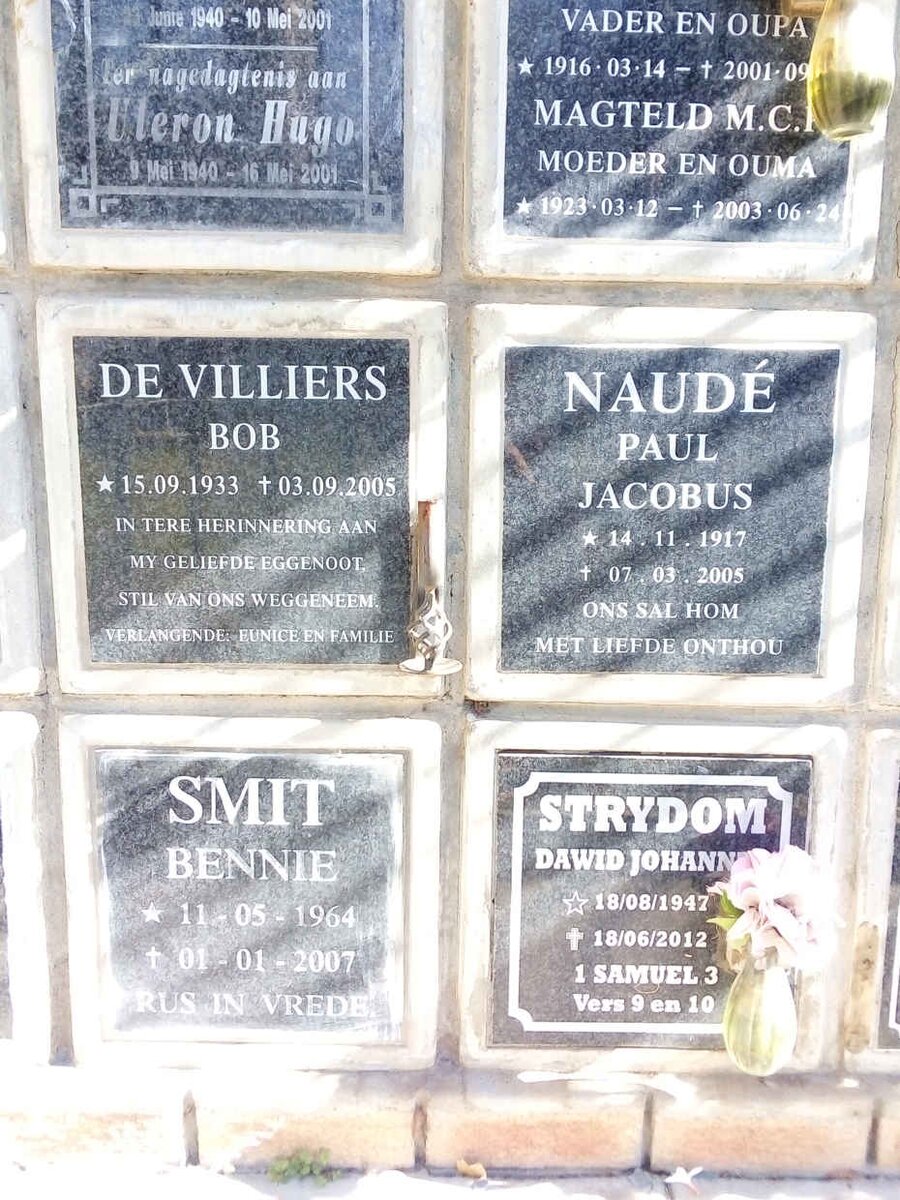 Junie 1940 - 10 Mei 2001
Ter nagedagtenis aan
Uleron Hugo
9 Mei 1940 - 16 Mei 2001
VADER EN OUPA
★ 1916·03·14 – † 2001·09
MAGTELD M.C.
MOEDER EN OUMA
★ 1923·03·12 – † 2003·06·24
DE VILLIERS
BOB
★ 15.09.1933 † 03.09.2005
IN TERE HERINNERING AAN
MY GELIEFDE EGGENOOT,
STIL VAN ONS WEGGENEEM.
VERLANGENDE: EUNICE EN FAMILIE
NAUDÉ
PAUL
JACOBUS
★ 14 . 11 . 1917
† 07 . 03 . 2005
ONS SAL HOM
MET LIEFDE ONTHOU
SMIT
BENNIE
★ 11 - 05 - 1964
† 01 - 01 - 2007
RUS IN VREDE
STRYDOM
DAWID JOHANN
☆ 18/08/1947
✞ 18/06/2012
1 SAMUEL 3
Vers 9 en 10